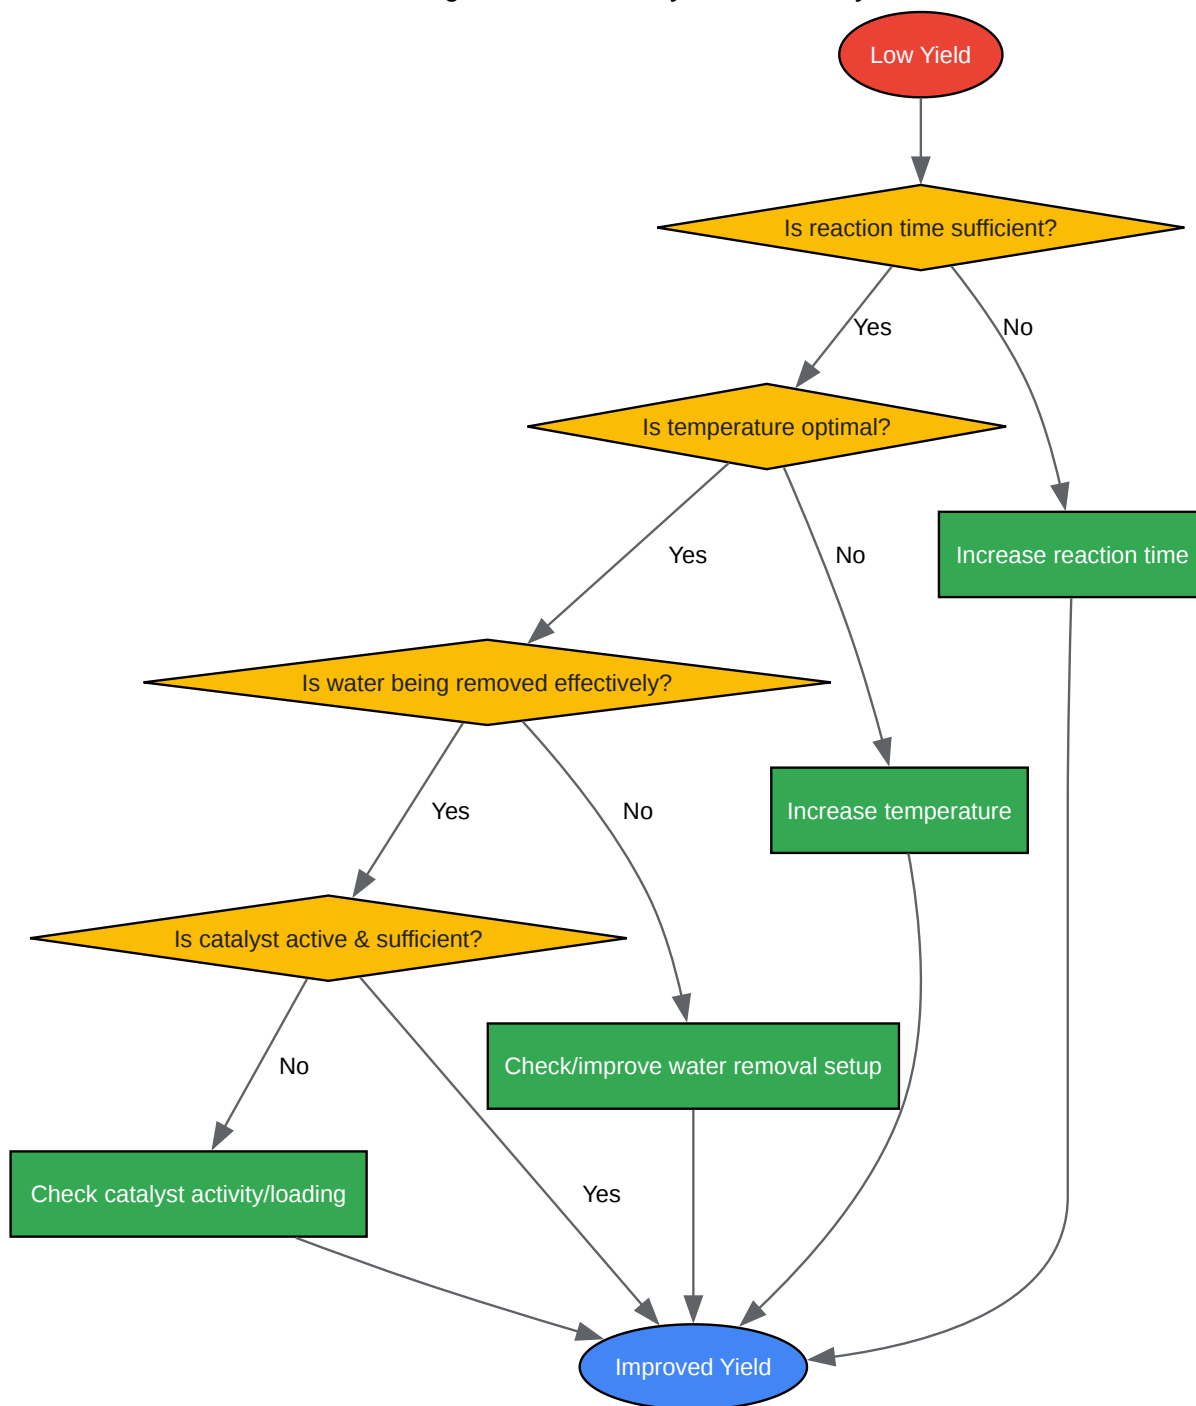 Low Yield
Is reaction time sufficient?
Yes
No
Is temperature optimal?
Yes
No
Increase reaction time
Is water being removed effectively?
Yes
No
Increase temperature
Is catalyst active & sufficient?
No
Check/improve water removal setup
Yes
Check catalyst activity/loading
Improved Yield